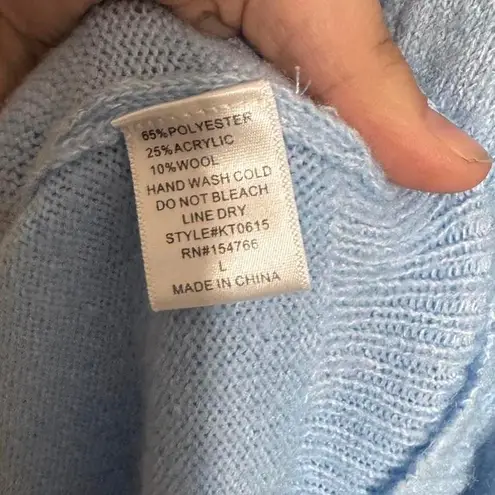 65%POLYESTER
25%ACRYLIC
10%WOOL
HAND WASH COLD
DO NOT BLEACH
LINE DRY
STYLE#KT0615
RN#154766
L
MADE IN CHINA